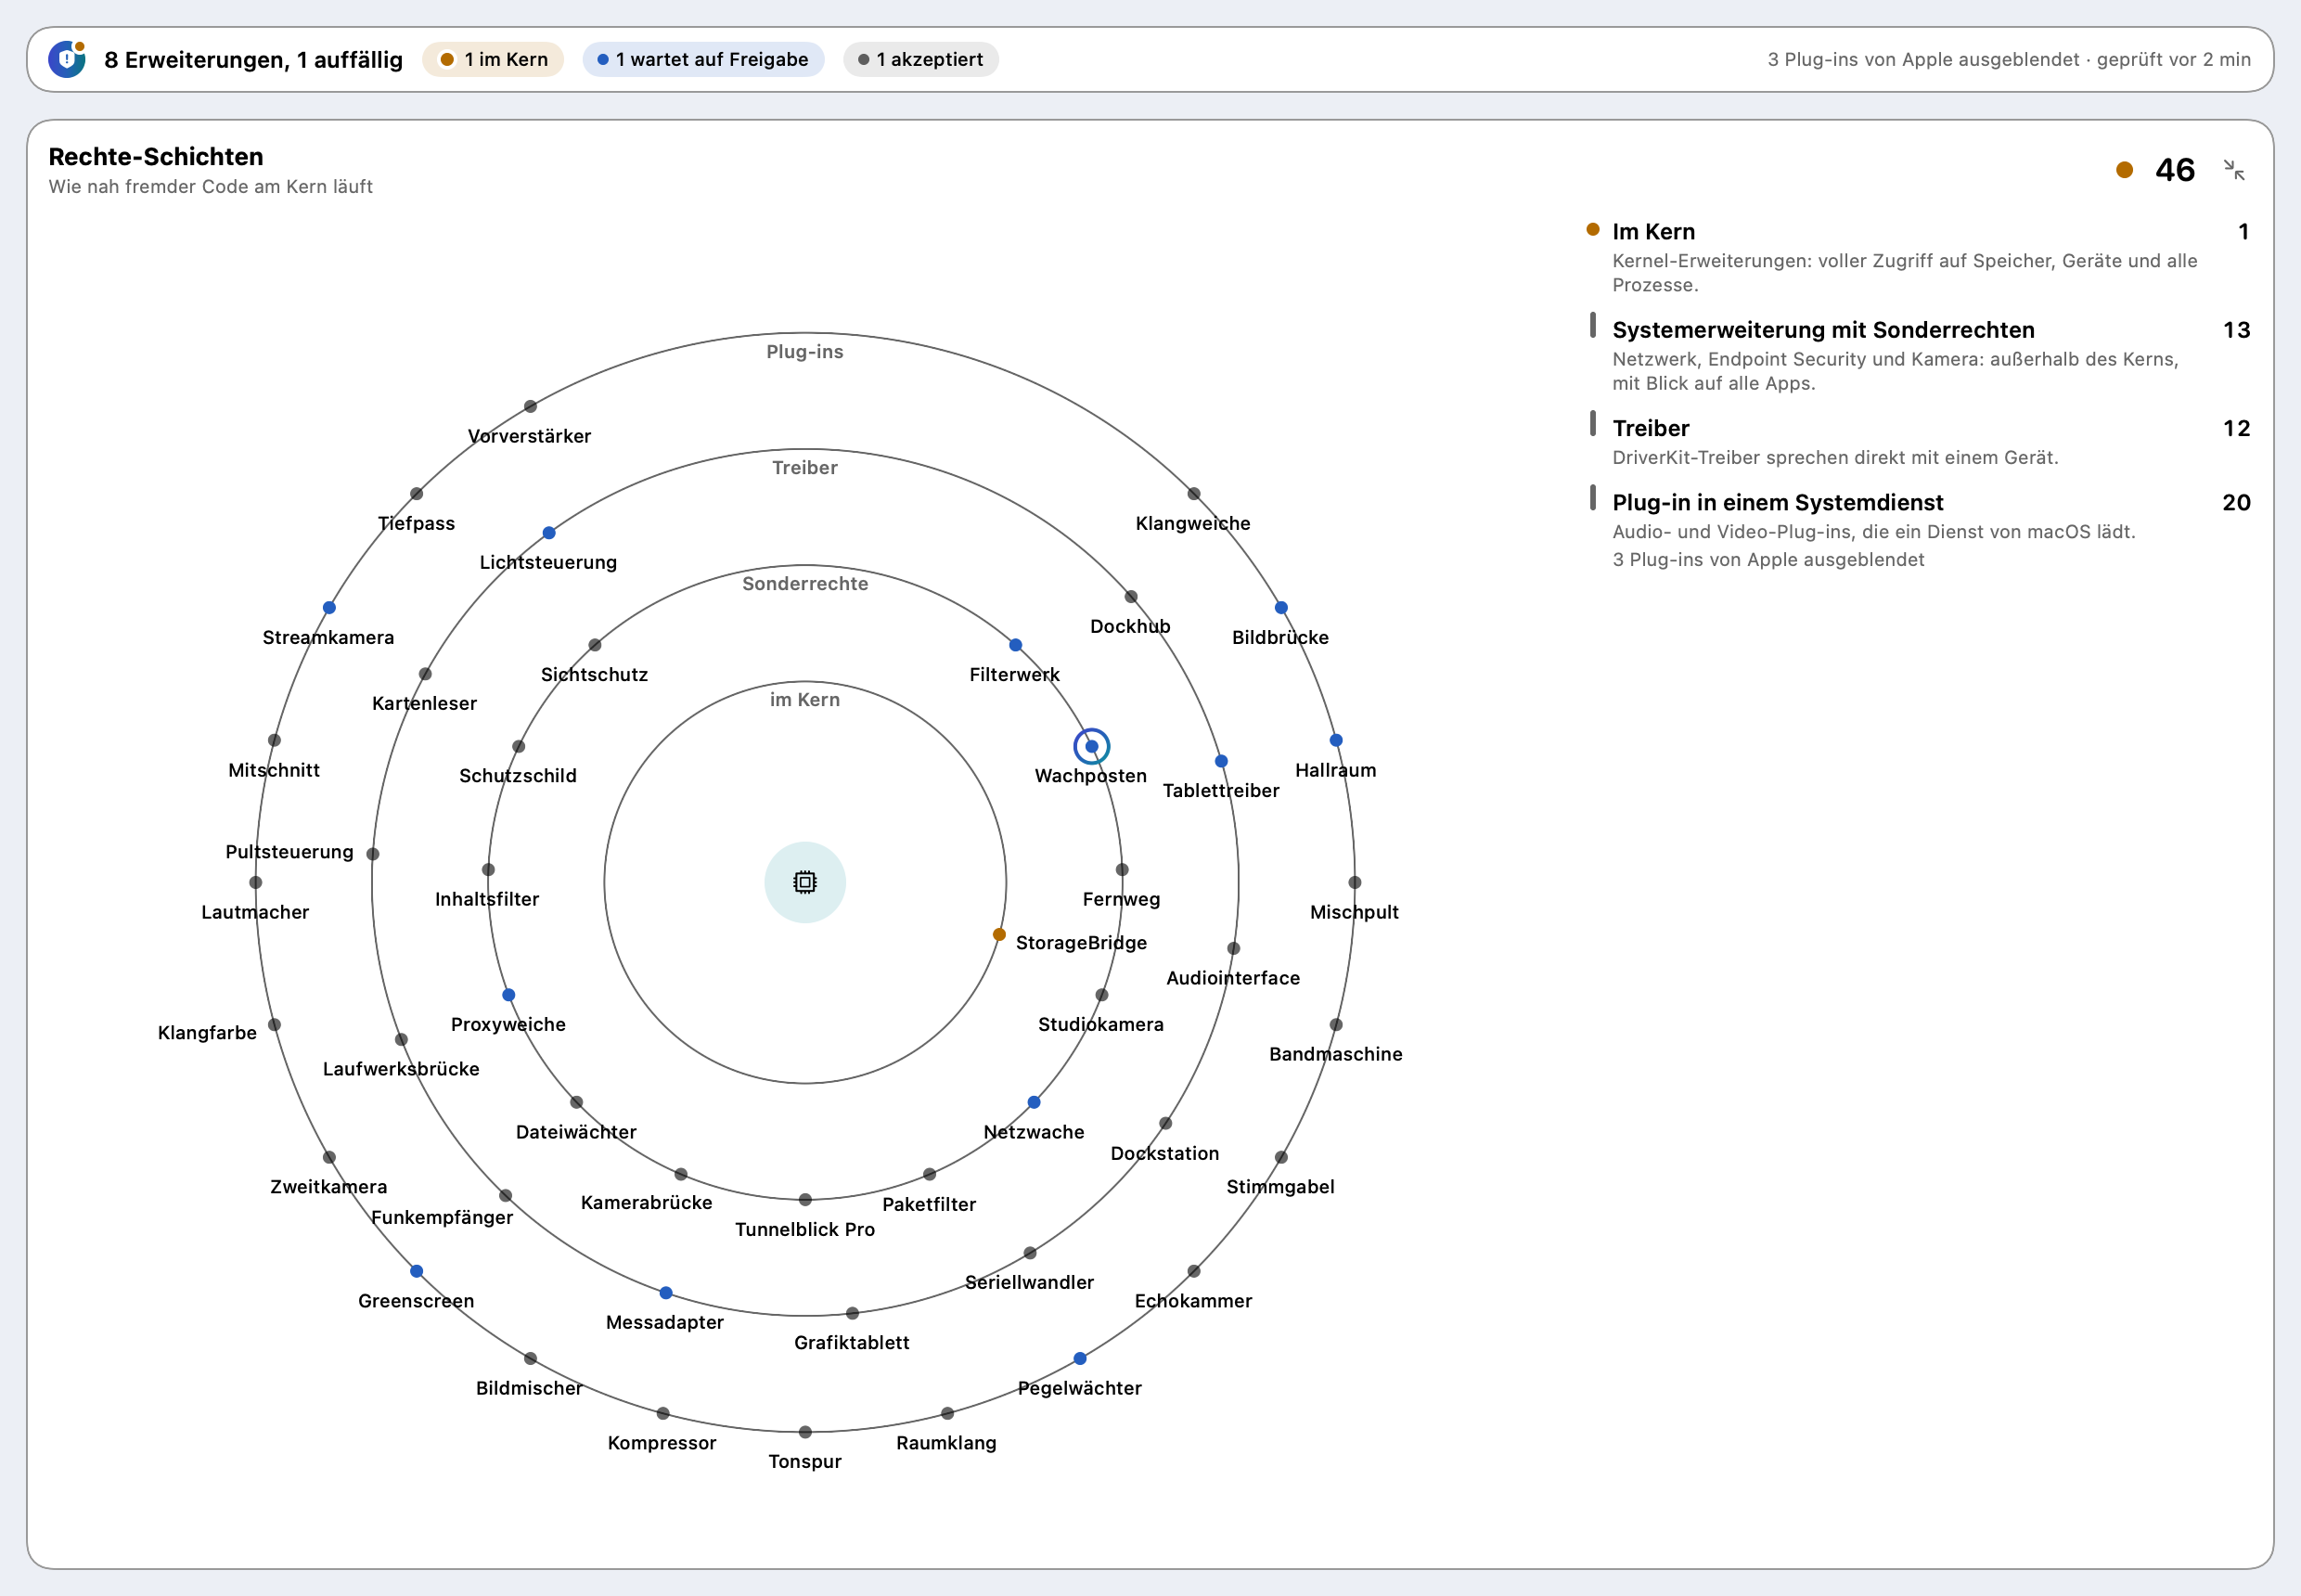 8 Erweiterungen, 1 auffällig
1 im Kern
1 wartet auf Freigabe
1 akzeptiert
3 Plug-ins von Apple ausgeblendet · geprüft vor 2 min
Rechte-Schichten
Wie nah fremder Code am Kern läuft
46
Im Kern
1
Kernel-Erweiterungen: voller Zugriff auf Speicher, Geräte und alle
Prozesse.
Systemerweiterung mit Sonderrechten
13
Netzwerk, Endpoint Security und Kamera: außerhalb des Kerns,
mit Blick auf alle Apps.
Treiber
12
DriverKit-Treiber sprechen direkt mit einem Gerät.
Plug-in in einem Systemdienst
20
Audio- und Video-Plug-ins, die ein Dienst von macOS lädt.
3 Plug-ins von Apple ausgeblendet
Plug-ins
Vorverstärker
Treiber
Tiefpass
Klangweiche
Lichtsteuerung
Sonderrechte
Dockhub
Streamkamera
Bildbrücke
Sichtschutz
Filterwerk
im Kern
Kartenleser
Mitschnitt
Hallraum
Schutzschild
Wachposten
Tablettreiber
Pultsteuerung
Inhaltsfilter
Fernweg
Lautmacher
Mischpult
StorageBridge
Audiointerface
Proxyweiche
Studiokamera
Klangfarbe
Bandmaschine
Laufwerksbrücke
Dateiwächter
Netzwache
Dockstation
Zweitkamera
Stimmgabel
Kamerabrücke
Paketfilter
Funkempfänger
Tunnelblick Pro
Seriellwandler
Greenscreen
Echokammer
Messadapter
Grafiktablett
Bildmischer
Pegelwächter
Kompressor
Raumklang
Tonspur